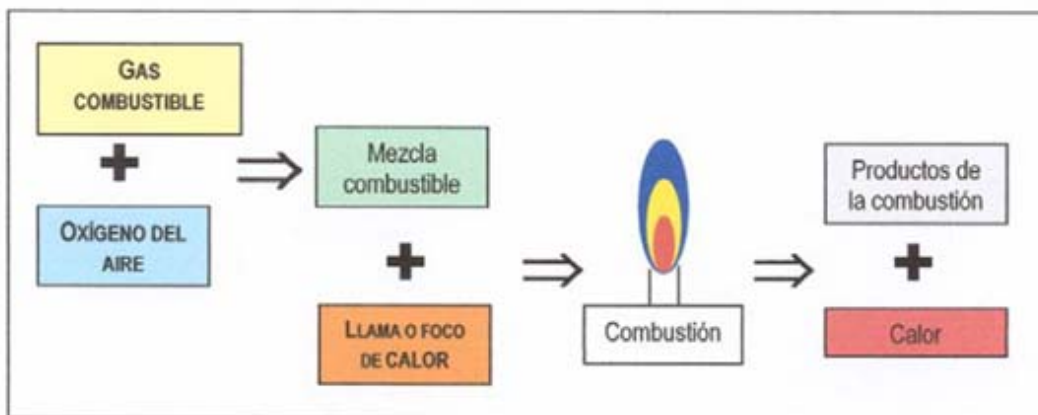 GAS
COMBUSTIBLE
+
OXÍGENO DEL
AIRE
⇒
Mezcla
combustible
+
LLAMA O FOCO
DE CALOR
⇒
Combustión
⇒
Productos de
la combustión
+
Calor